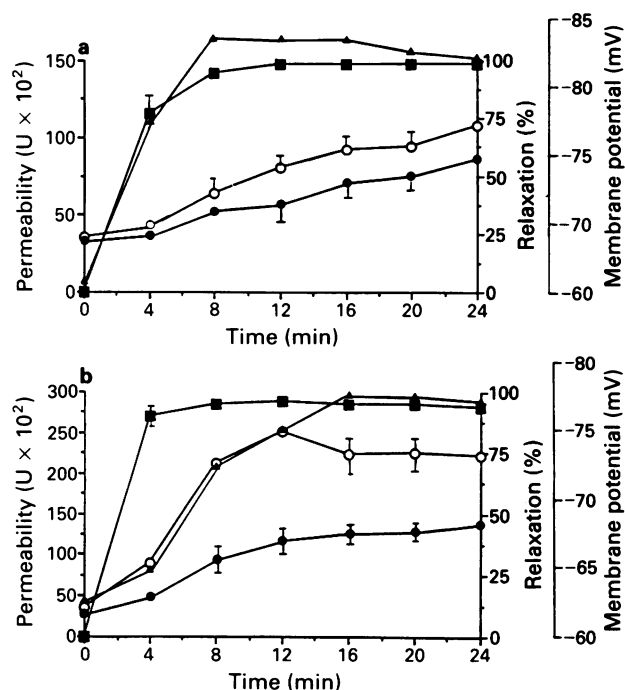 a
Permeability (U × 10²)
150
100
50
0
0 4 8 12 16 20 24
Time (min)
100
75
50
25
0
Relaxation (%)
−85
−80
−75
−70
−60
Membrane potential (mV)
b
Permeability (U × 10²)
300
250
200
150
100
50
0
0 4 8 12 16 20 24
Time (min)
100
75
50
25
0
Relaxation (%)
−80
−75
−70
−65
−60
Membrane potential (mV)